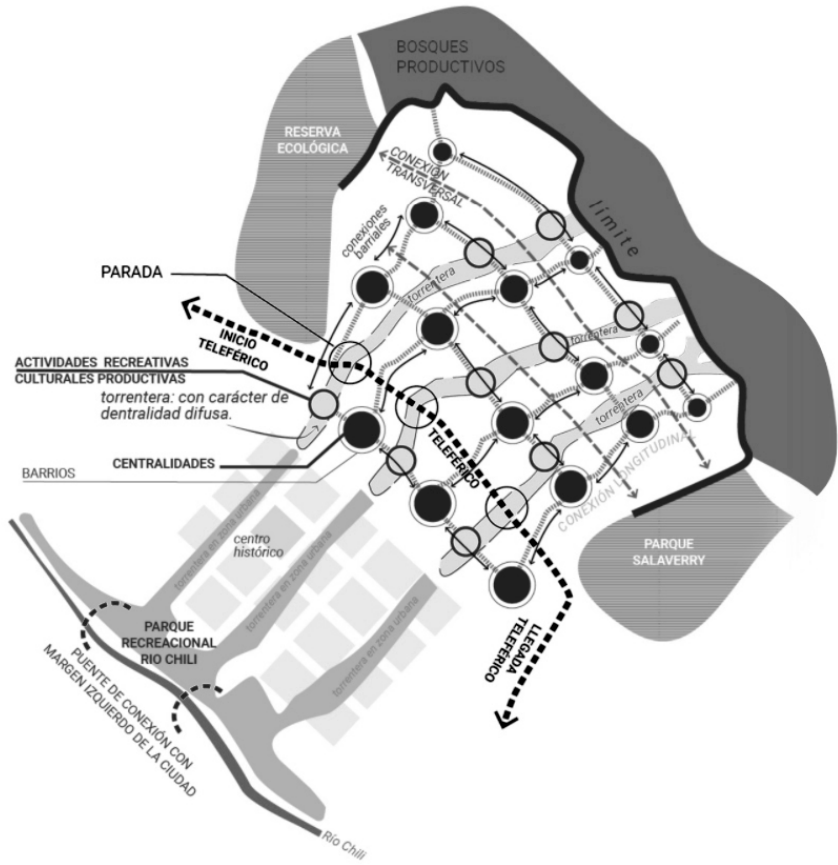 BOSQUES
PRODUCTIVOS
RESERVA
ECOLÓGICA
CONEXIÓN
TRANSVERSAL
límite
conexiones
barriales
PARADA
torrentera
INICIO
TELEFÉRICO
torrentera
ACTIVIDADES RECREATIVAS
CULTURALES PRODUCTIVAS
torrentera: con carácter de
dentralidad difusa.
torrentera
TELEFÉRICO
CENTRALIDADES
BARRIOS
CONEXIÓN LONGITUDINAL
torrentera en zona urbana
centro
histórico
torrentera en zona urbana
PARQUE
SALAVERRY
torrentera en zona urbana
LLEGADA
TELEFÉRICO
PARQUE
RECREACIONAL
RIO CHILI
PUENTE DE CONEXIÓN CON
MARGEN IZQUIERDO DE LA CIUDAD
Río Chili